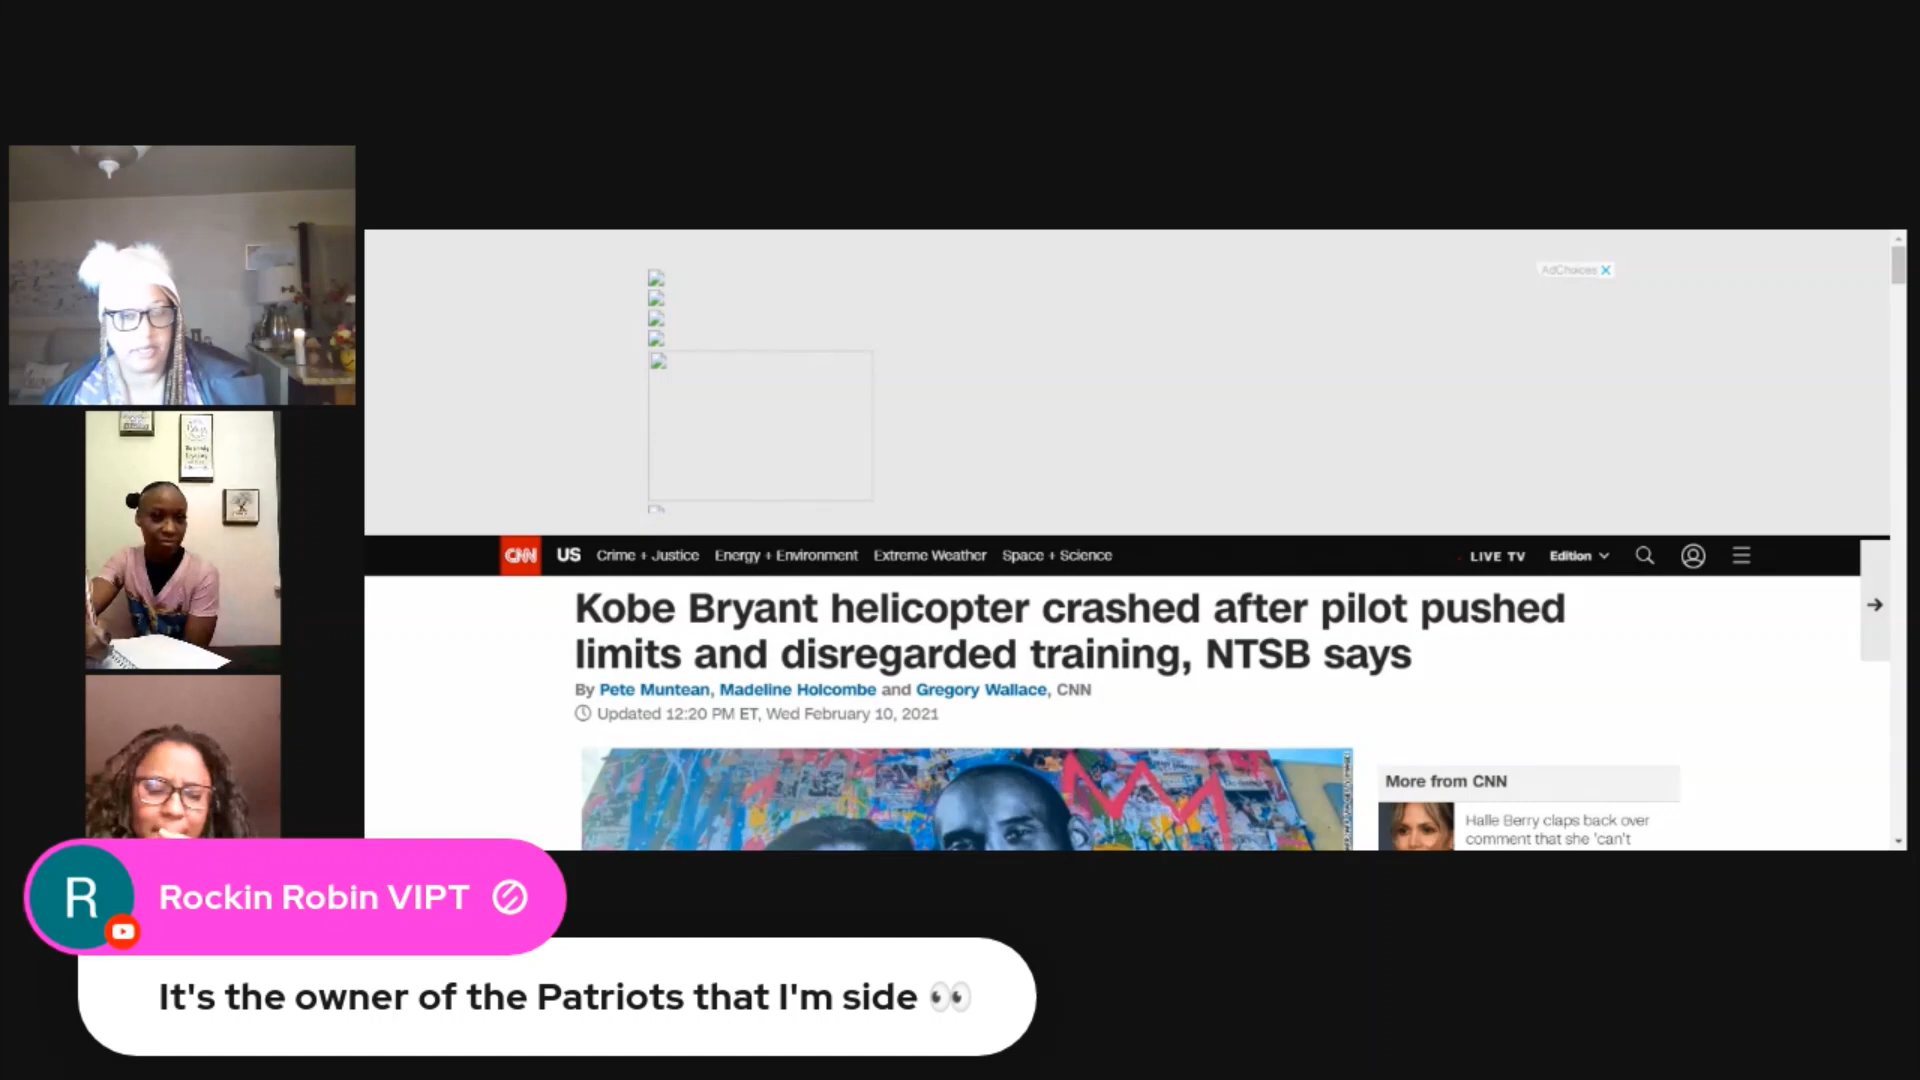 AdChoices
CNN US Crime + Justice Energy + Environment Extreme Weather Space + Science LIVE TV Edition
Kobe Bryant helicopter crashed after pilot pushed
limits and disregarded training, NTSB says
By Pete Muntean, Madeline Holcombe and Gregory Wallace, CNN
Updated 12:20 PM ET, Wed February 10, 2021
More from CNN
Halle Berry claps back over
comment that she 'can't
R Rockin Robin VIPT
It's the owner of the Patriots that I'm side 👀